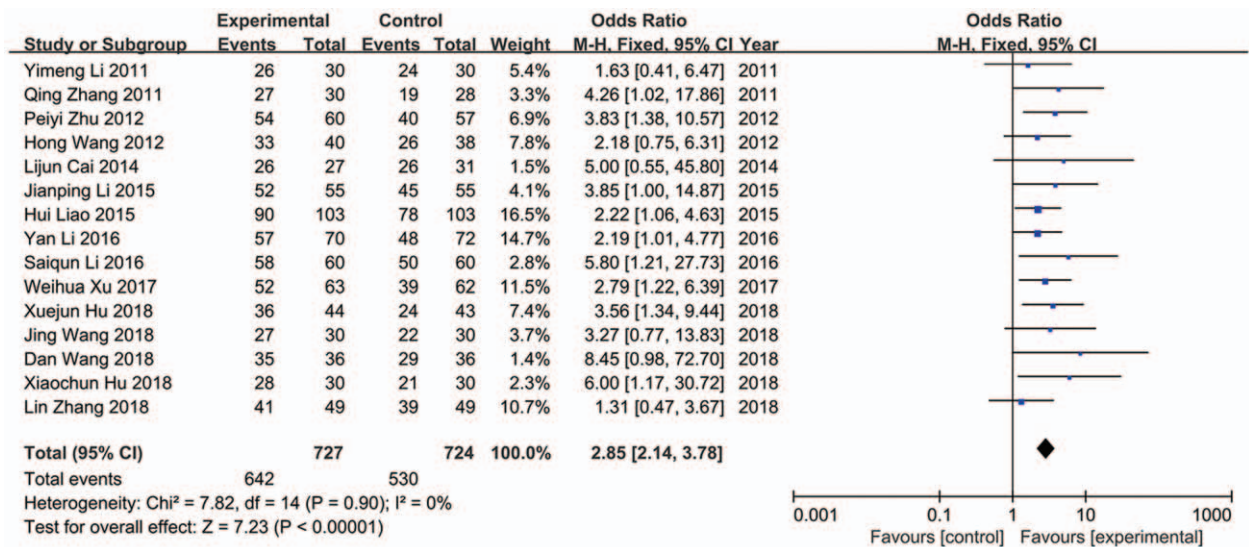 Experimental Control Odds Ratio Odds Ratio
Study or Subgroup Events Total Events Total Weight M-H, Fixed, 95% CI Year M-H, Fixed, 95% CI
Yimeng Li 2011 26 30 24 30 5.4% 1.63 [0.41, 6.47] 2011
Qing Zhang 2011 27 30 19 28 3.3% 4.26 [1.02, 17.86] 2011
Peiyi Zhu 2012 54 60 40 57 6.9% 3.83 [1.38, 10.57] 2012
Hong Wang 2012 33 40 26 38 7.8% 2.18 [0.75, 6.31] 2012
Lijun Cai 2014 26 27 26 31 1.5% 5.00 [0.55, 45.80] 2014
Jianping Li 2015 52 55 45 55 4.1% 3.85 [1.00, 14.87] 2015
Hui Liao 2015 90 103 78 103 16.5% 2.22 [1.06, 4.63] 2015
Yan Li 2016 57 70 48 72 14.7% 2.19 [1.01, 4.77] 2016
Saiqun Li 2016 58 60 50 60 2.8% 5.80 [1.21, 27.73] 2016
Weihua Xu 2017 52 63 39 62 11.5% 2.79 [1.22, 6.39] 2017
Xuejun Hu 2018 36 44 24 43 7.4% 3.56 [1.34, 9.44] 2018
Jing Wang 2018 27 30 22 30 3.7% 3.27 [0.77, 13.83] 2018
Dan Wang 2018 35 36 29 36 1.4% 8.45 [0.98, 72.70] 2018
Xiaochun Hu 2018 28 30 21 30 2.3% 6.00 [1.17, 30.72] 2018
Lin Zhang 2018 41 49 39 49 10.7% 1.31 [0.47, 3.67] 2018
Total (95% CI) 727 724 100.0% 2.85 [2.14, 3.78]
Total events 642 530
Heterogeneity: Chi² = 7.82, df = 14 (P = 0.90); I² = 0%
Test for overall effect: Z = 7.23 (P < 0.00001)
0.001 0.1 1 10 1000
Favours [control] Favours [experimental]